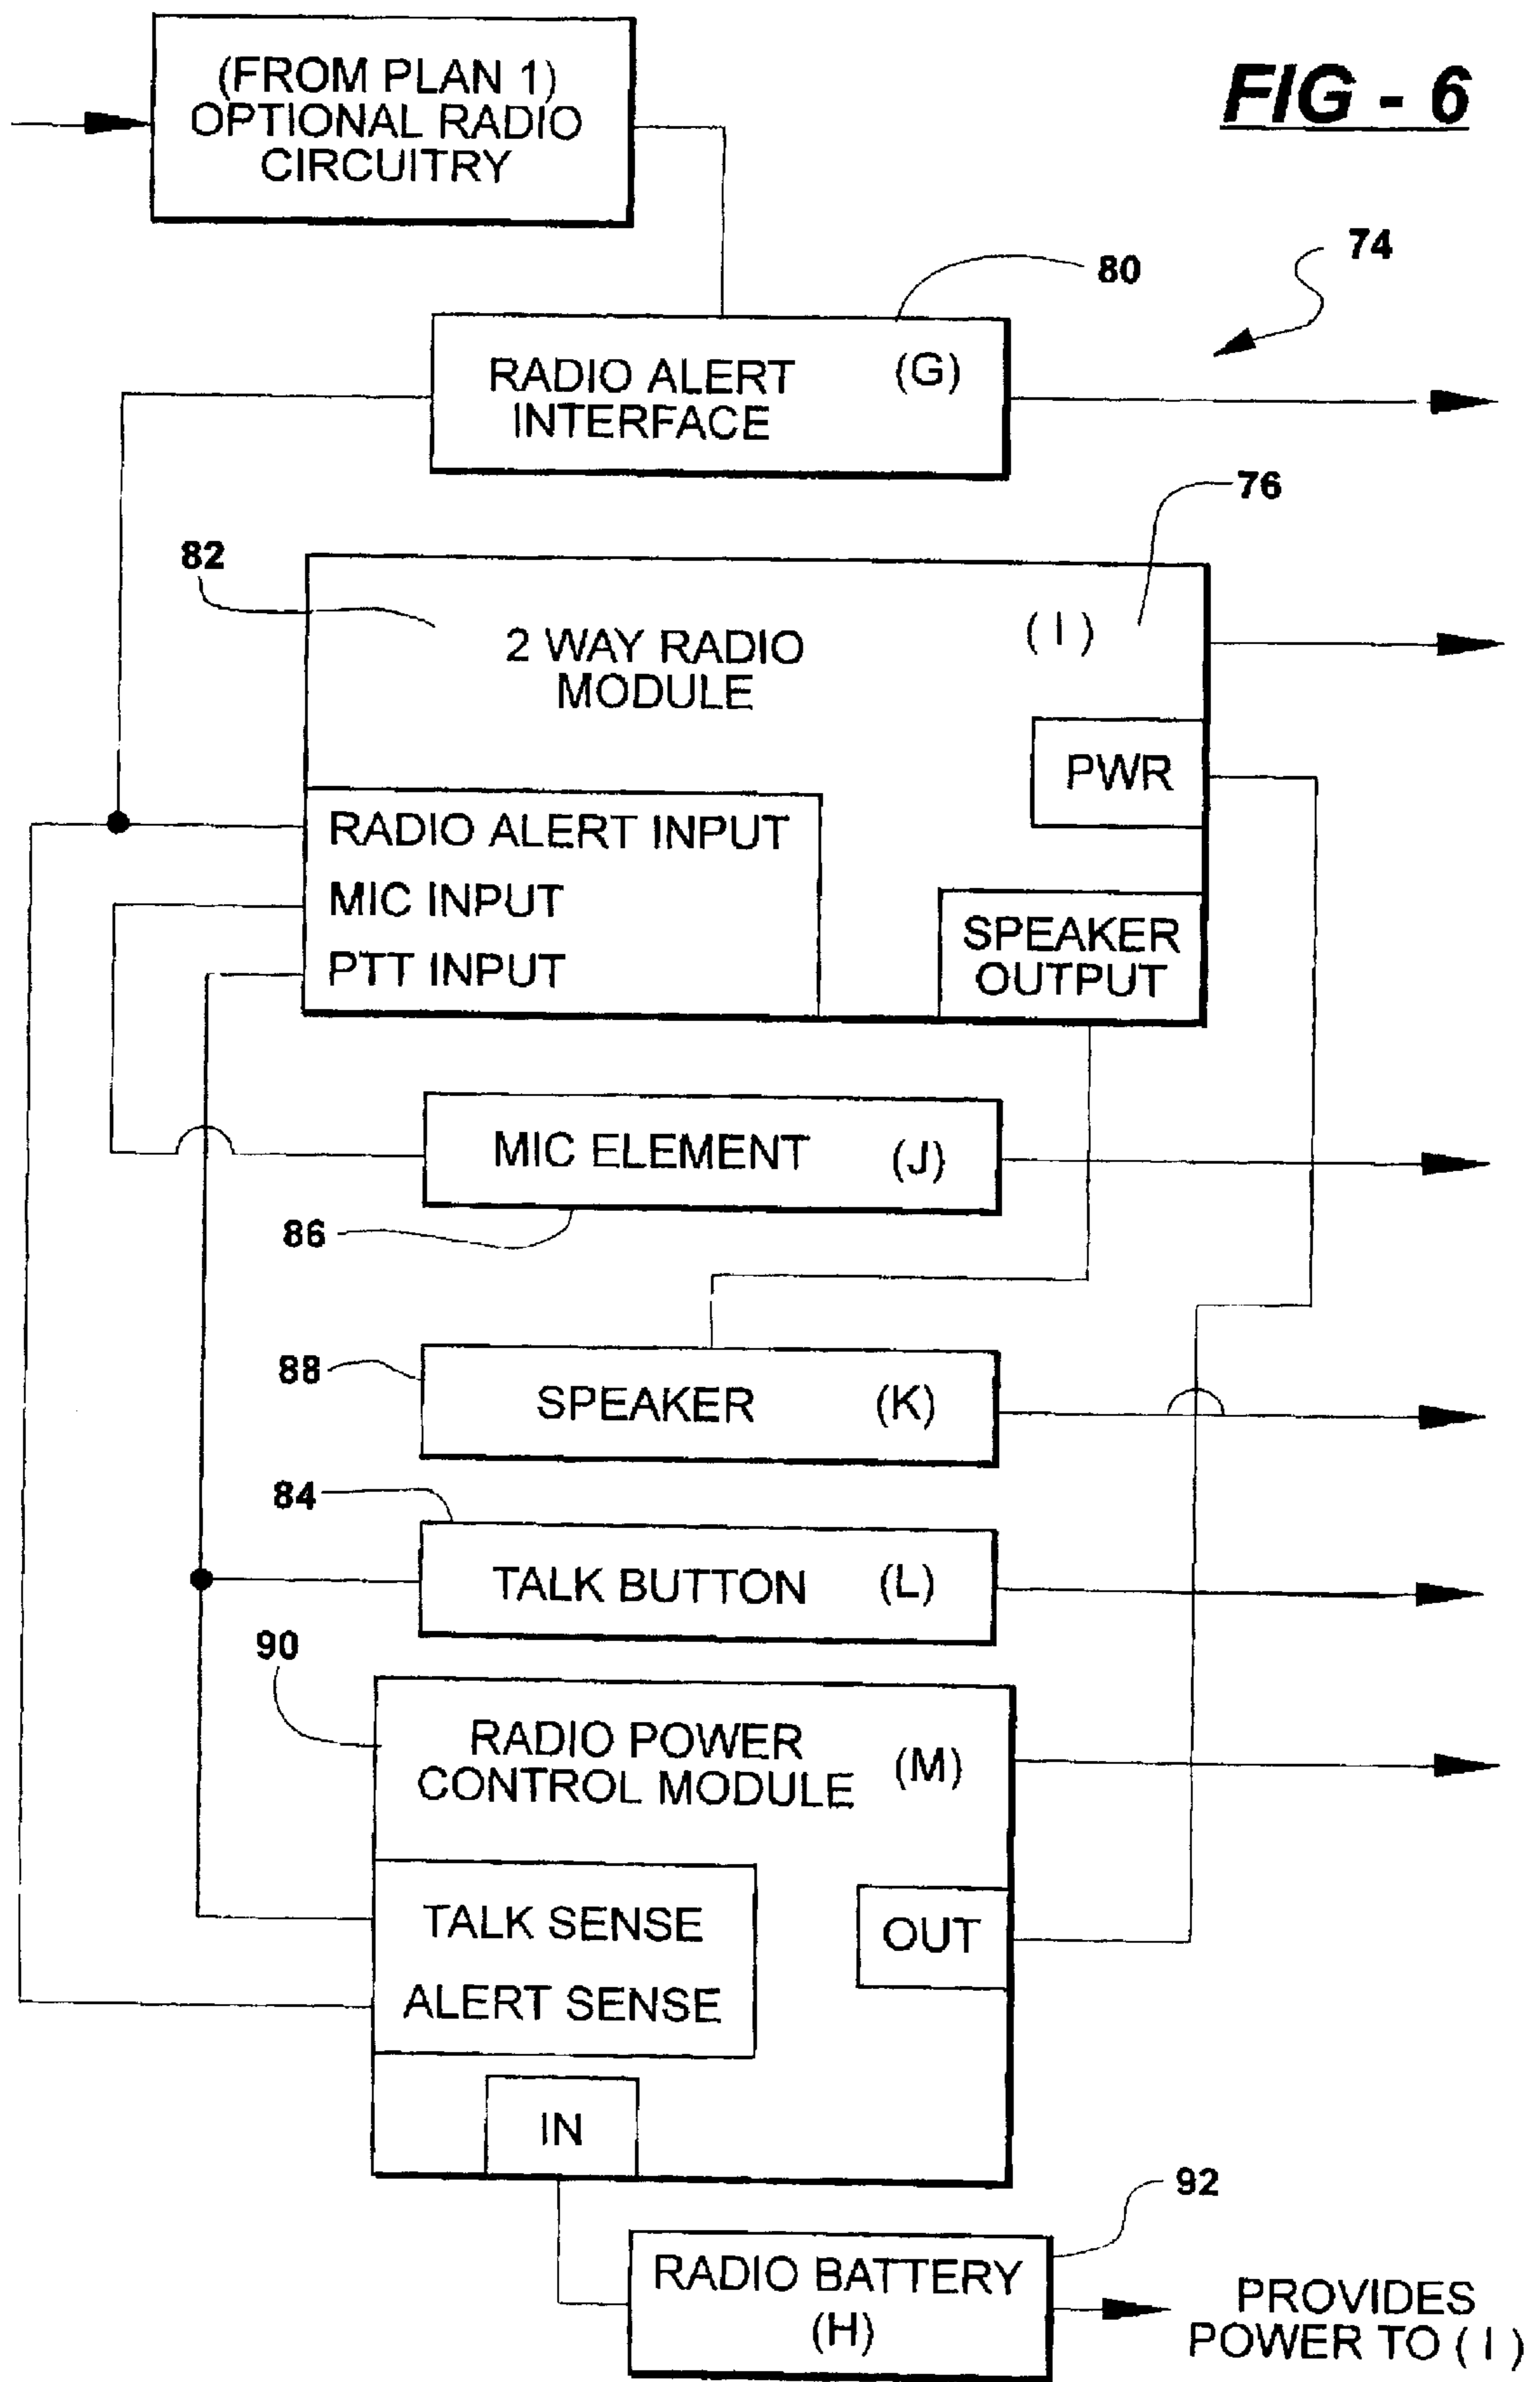 (FROM PLAN 1)
OPTIONAL RADIO
CIRCUITRY
FIG - 6
74
80
RADIO ALERT
INTERFACE
(G)
76
82
2 WAY RADIO
MODULE
( I )
PWR
RADIO ALERT INPUT
MIC INPUT
PTT INPUT
SPEAKER
OUTPUT
MIC ELEMENT (J)
86
88
SPEAKER (K)
84
TALK BUTTON (L)
90
RADIO POWER
CONTROL MODULE
(M)
TALK SENSE
ALERT SENSE
OUT
IN
92
RADIO BATTERY
(H)
PROVIDES
POWER TO ( I )